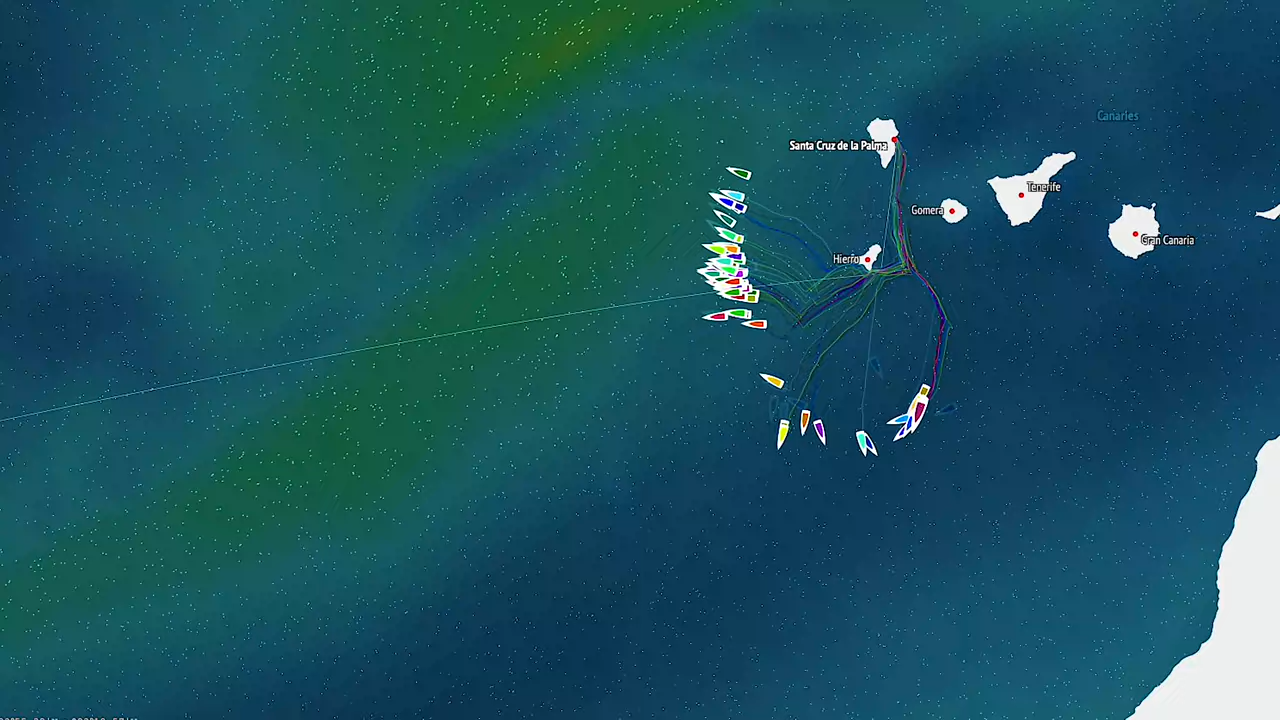 Canaries
Santa Cruz de la Palma
Tenerife
Gomera
Gran Canaria
Hierro